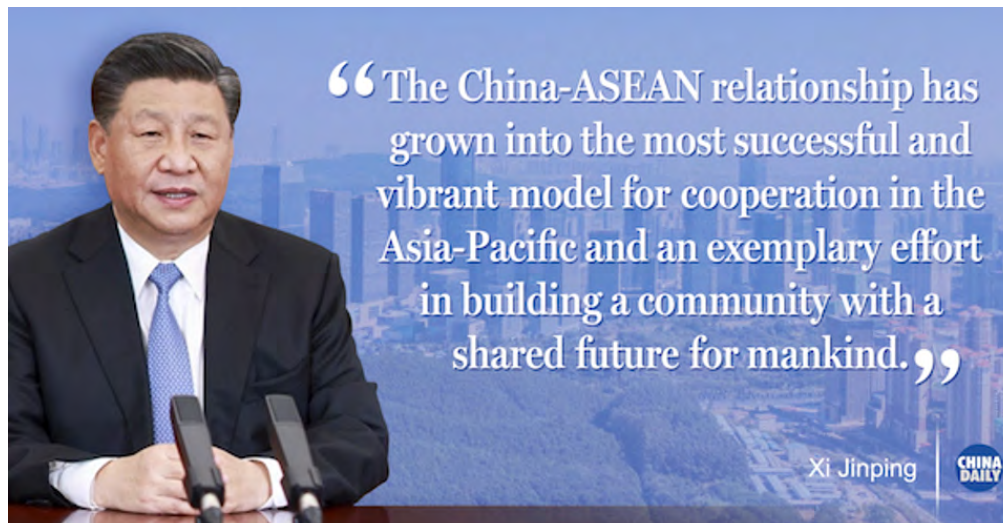 “The China-ASEAN relationship has
grown into the most successful and
vibrant model for cooperation in the
Asia-Pacific and an exemplary effort
in building a community with a
shared future for mankind.”
Xi Jinping
CHINA
DAILY